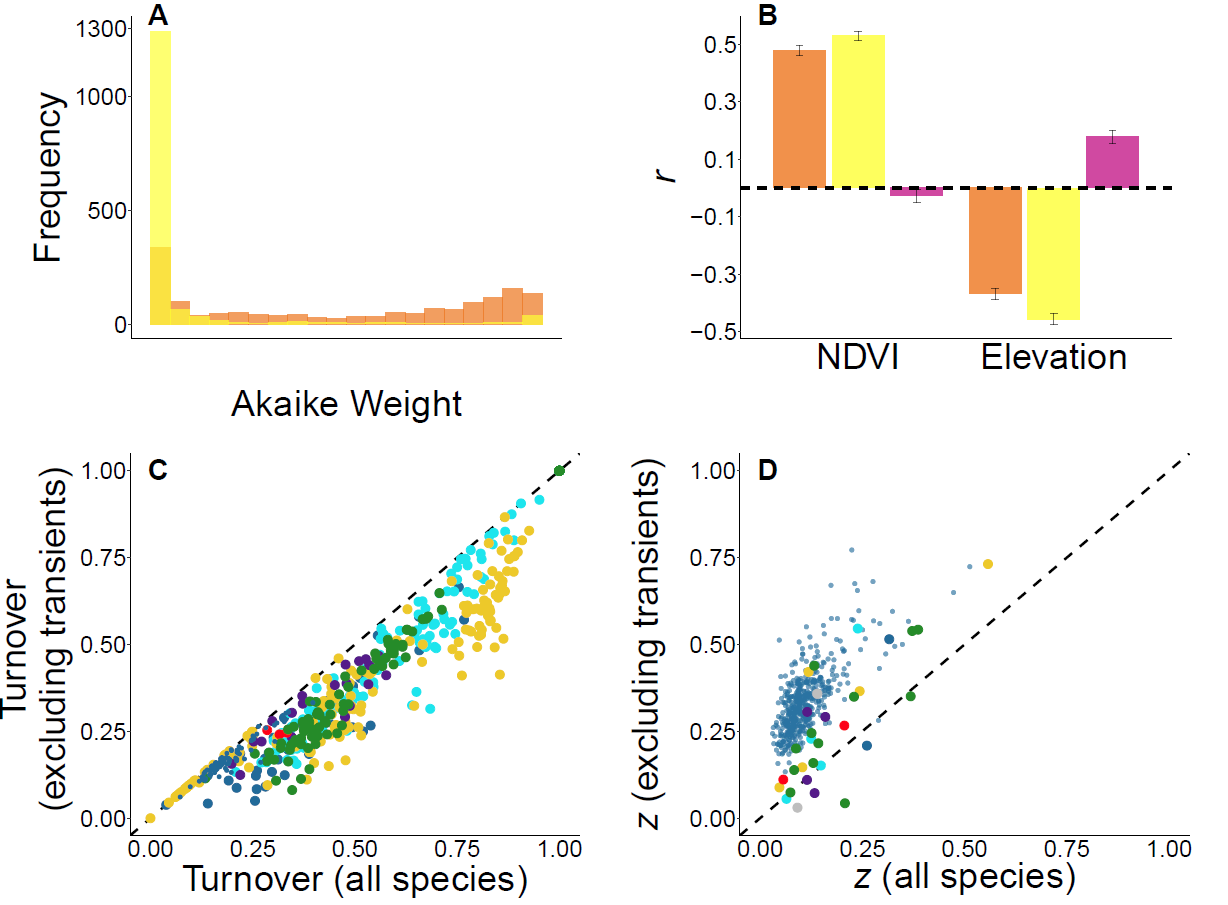 A
1300
1000
500
0
Frequency
Akaike Weight
B
0.5
0.3
0.1
−0.1
−0.3
−0.5
r
NDVI
Elevation
C
1.00
0.75
0.50
0.25
0.00
Turnover
(excluding transients)
0.00 0.25 0.50 0.75 1.00
Turnover (all species)
D
1.00
0.75
0.50
0.25
0.00
z (excluding transients)
0.00 0.25 0.50 0.75 1.00
z (all species)